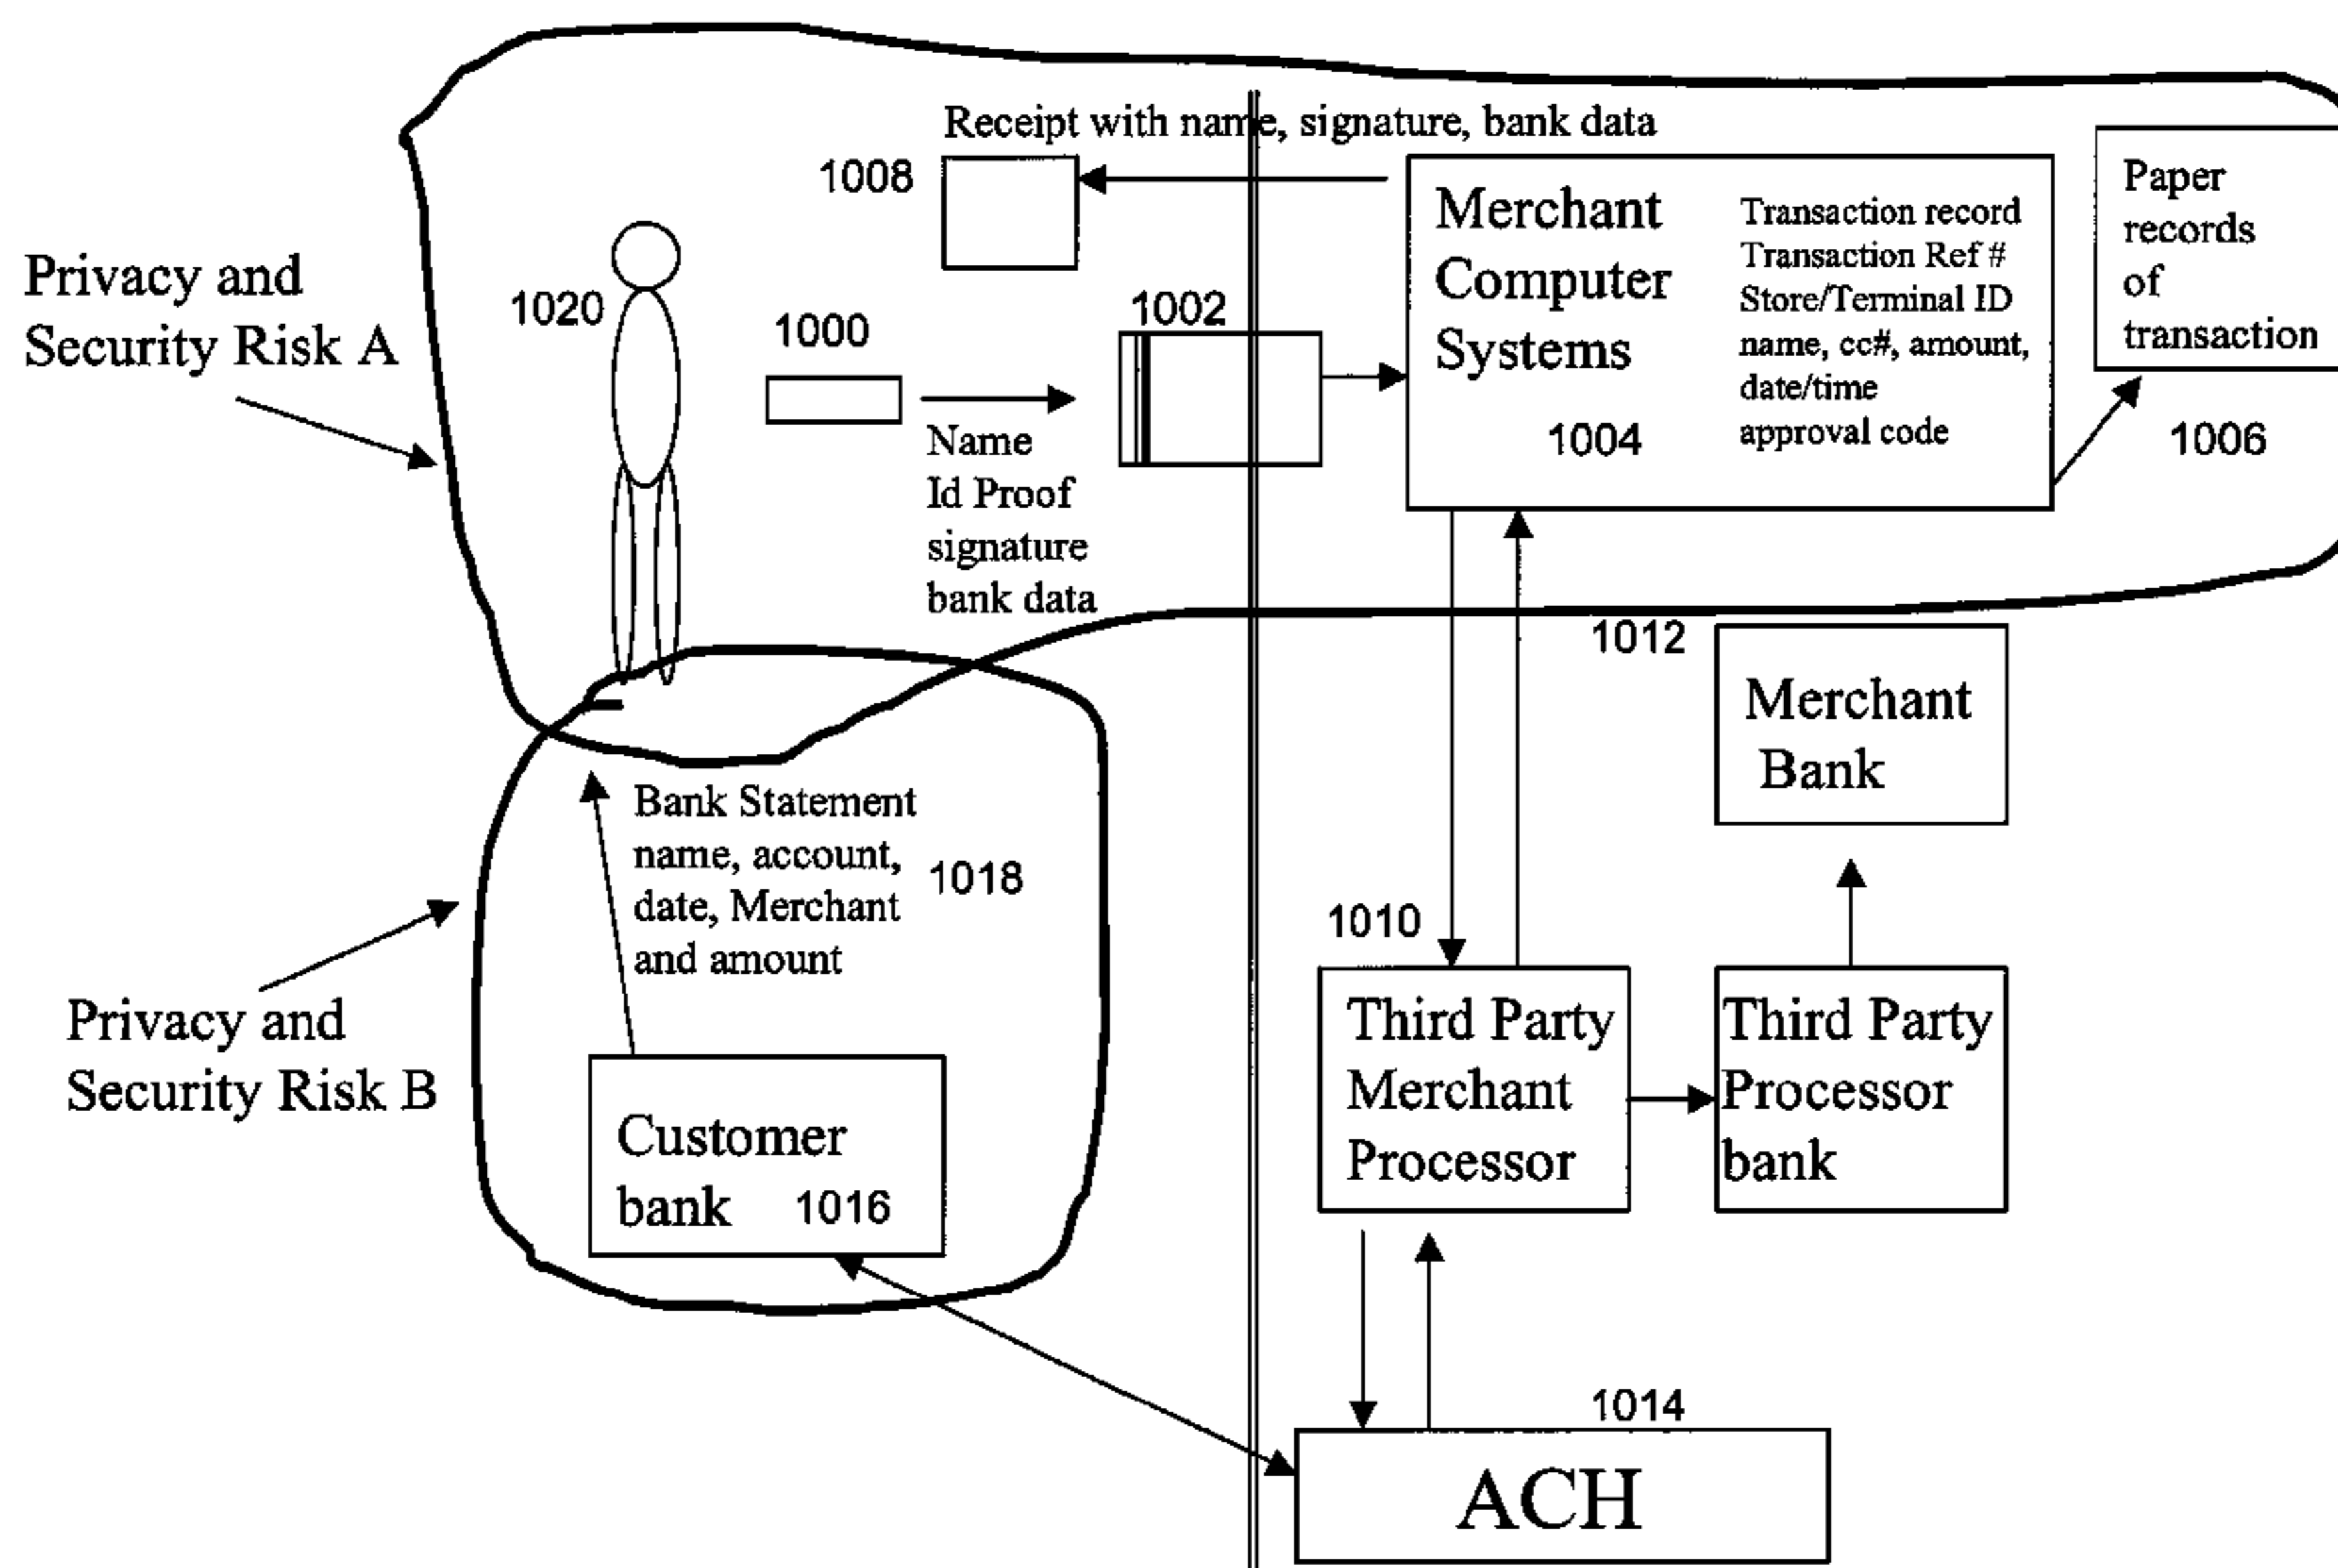 Receipt with name, signature, bank data
1008
Merchant
Computer
Systems
1004
Transaction record
Transaction Ref #
Store/Terminal ID
name, cc#, amount,
date/time
approval code
Paper
records
of
transaction
1006
Privacy and
Security Risk A
1020
1000
1002
Name
Id Proof
signature
bank data
1012
Merchant
Bank
Bank Statement
name, account,
date, Merchant
and amount
1018
1010
Privacy and
Security Risk B
Third Party
Merchant
Processor
Third Party
Processor
bank
Customer
bank
1016
1014
ACH